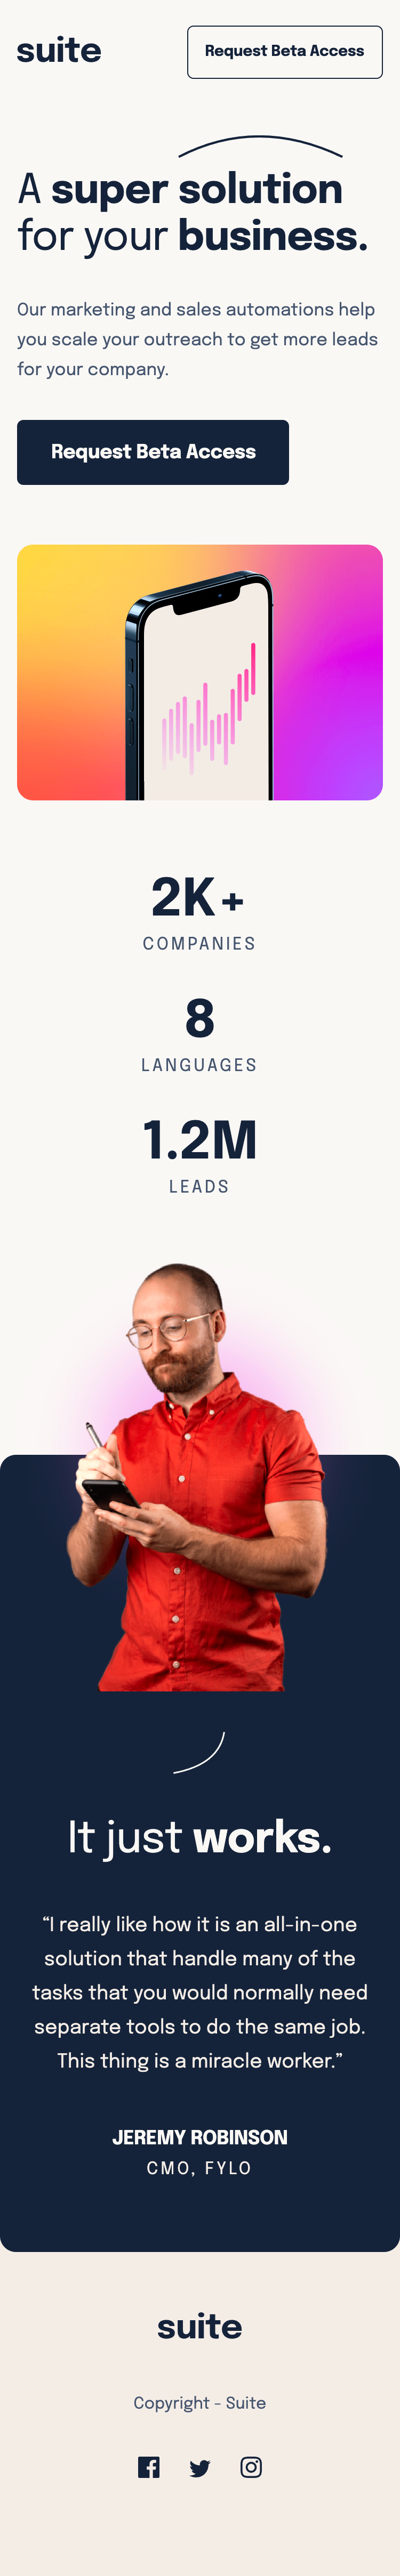 suite
Request Beta Access
A super solution
for your business.
Our marketing and sales automations help
you scale your outreach to get more leads
for your company.
Request Beta Access
2K+
COMPANIES
8
LANGUAGES
1.2M
LEADS
It just works.
“I really like how it is an all-in-one
solution that handle many of the
tasks that you would normally need
separate tools to do the same job.
This thing is a miracle worker.”
JEREMY ROBINSON
CMO, FYLO
suite
Copyright - Suite